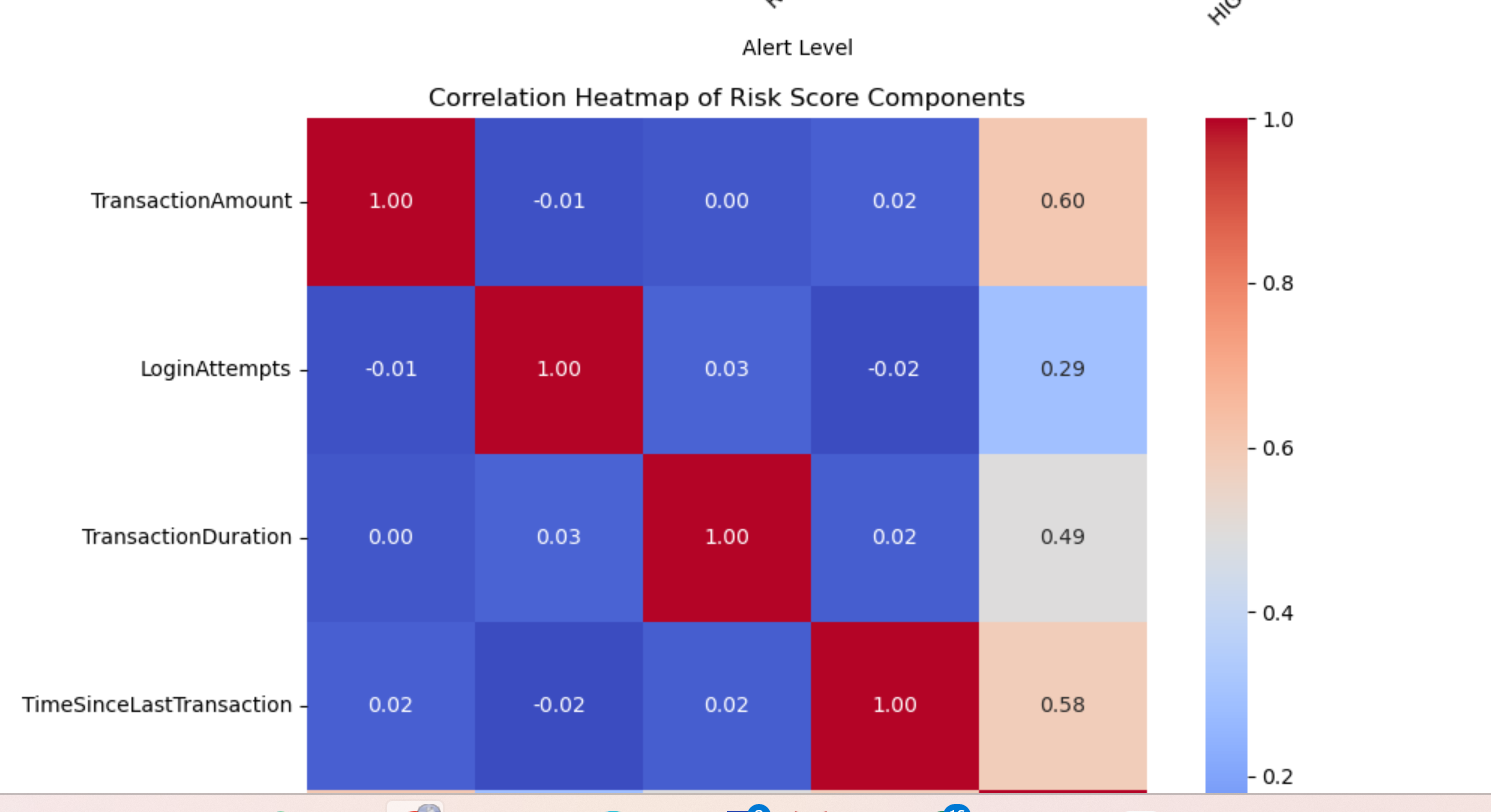 Alert Level
Correlation Heatmap of Risk Score Components
1.0
TransactionAmount 1.00 -0.01 0.00 0.02 0.60
0.8
LoginAttempts -0.01 1.00 0.03 -0.02 0.29
0.6
TransactionDuration 0.00 0.03 1.00 0.02 0.49
0.4
TimeSinceLastTransaction 0.02 -0.02 0.02 1.00 0.58
0.2